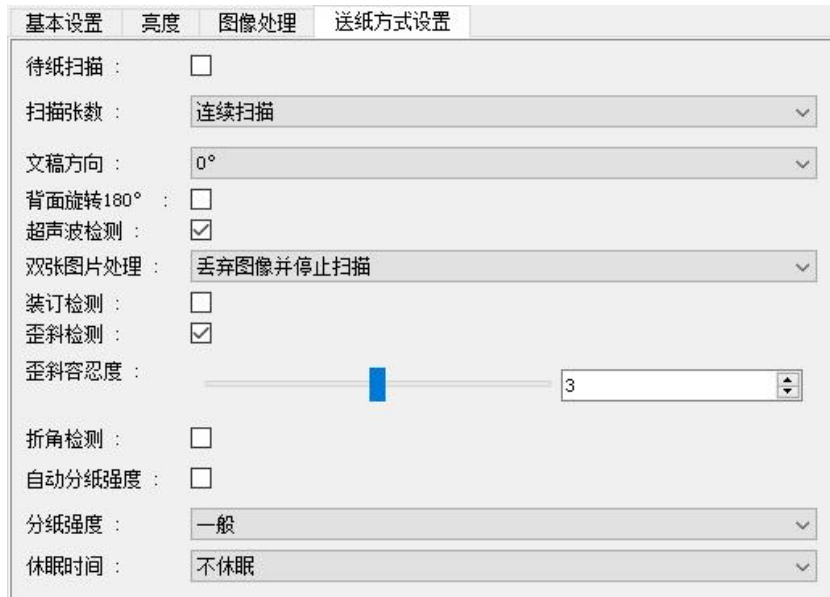 基本设置 亮度 图像处理 送纸方式设置
待纸扫描 :
扫描张数 : 连续扫描
文稿方向 : 0°
背面旋转180° :
超声波检测 :
双张图片处理 : 丢弃图像并停止扫描
装订检测 :
歪斜检测 :
歪斜容忍度 : 3
折角检测 :
自动分纸强度 :
分纸强度 : 一般
休眠时间 : 不休眠